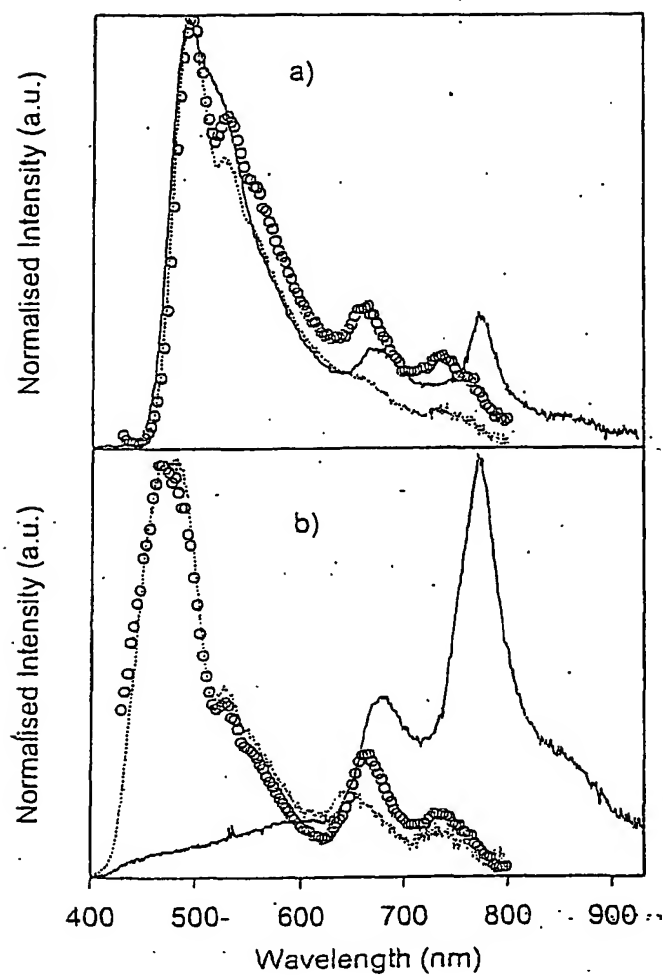 a)
Normalised Intensity (a.u.)
b)
Normalised Intensity (a.u.)
400 500 600 700 800 900
Wavelength (nm)